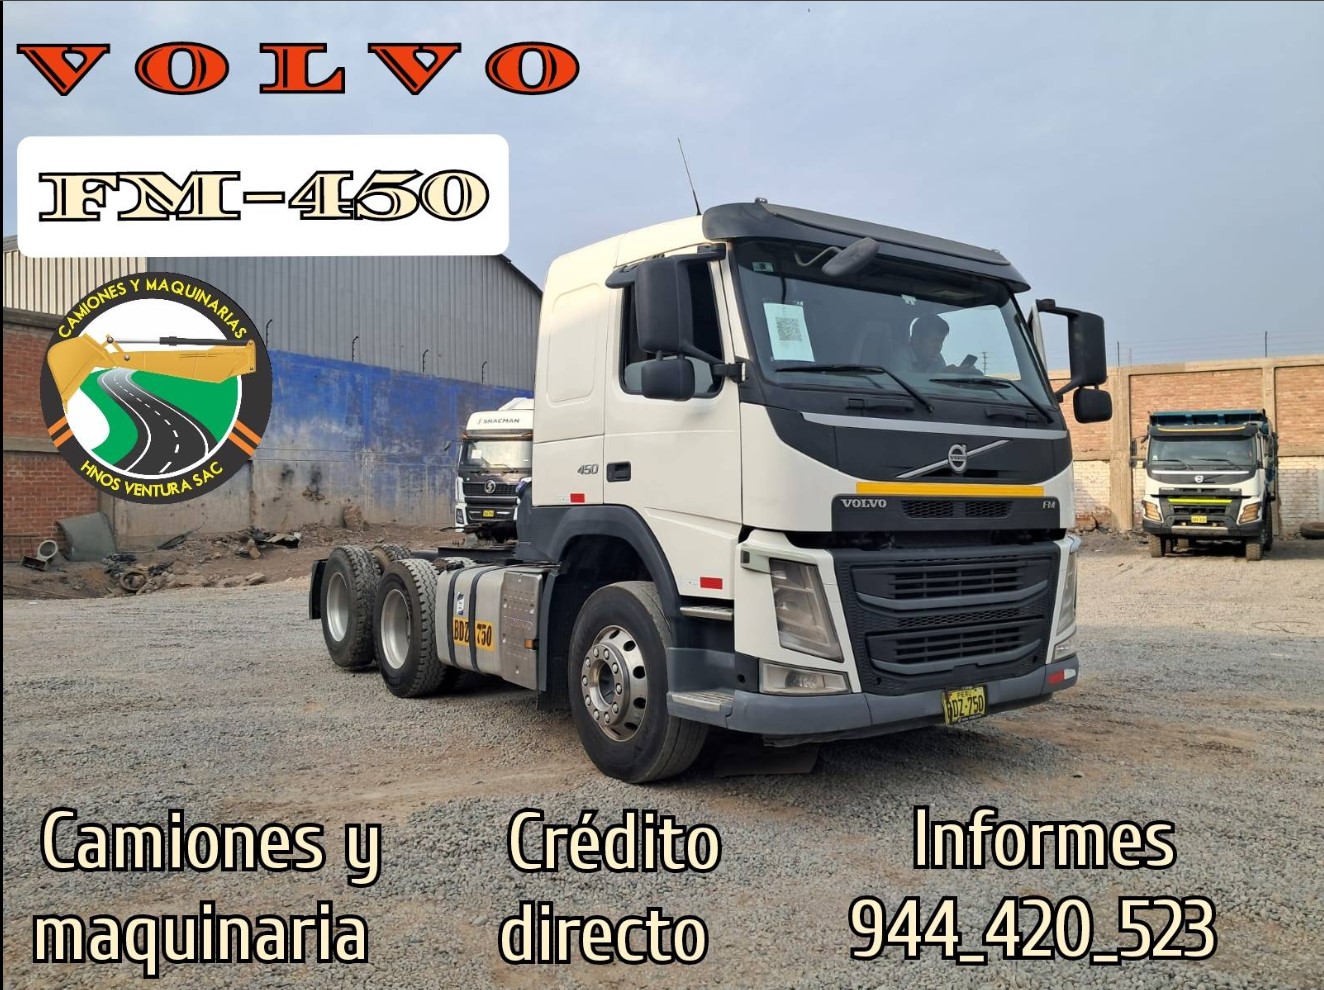 VOLVO
FM-450
CAMIONES Y MAQUINARIAS
HNOS VENTURA SAC
SHACMAN
450
VOLVO
FM
BDZ 750
PERU
BDZ-750
Camiones y
maquinaria
Crédito
directo
Informes
944_420_523